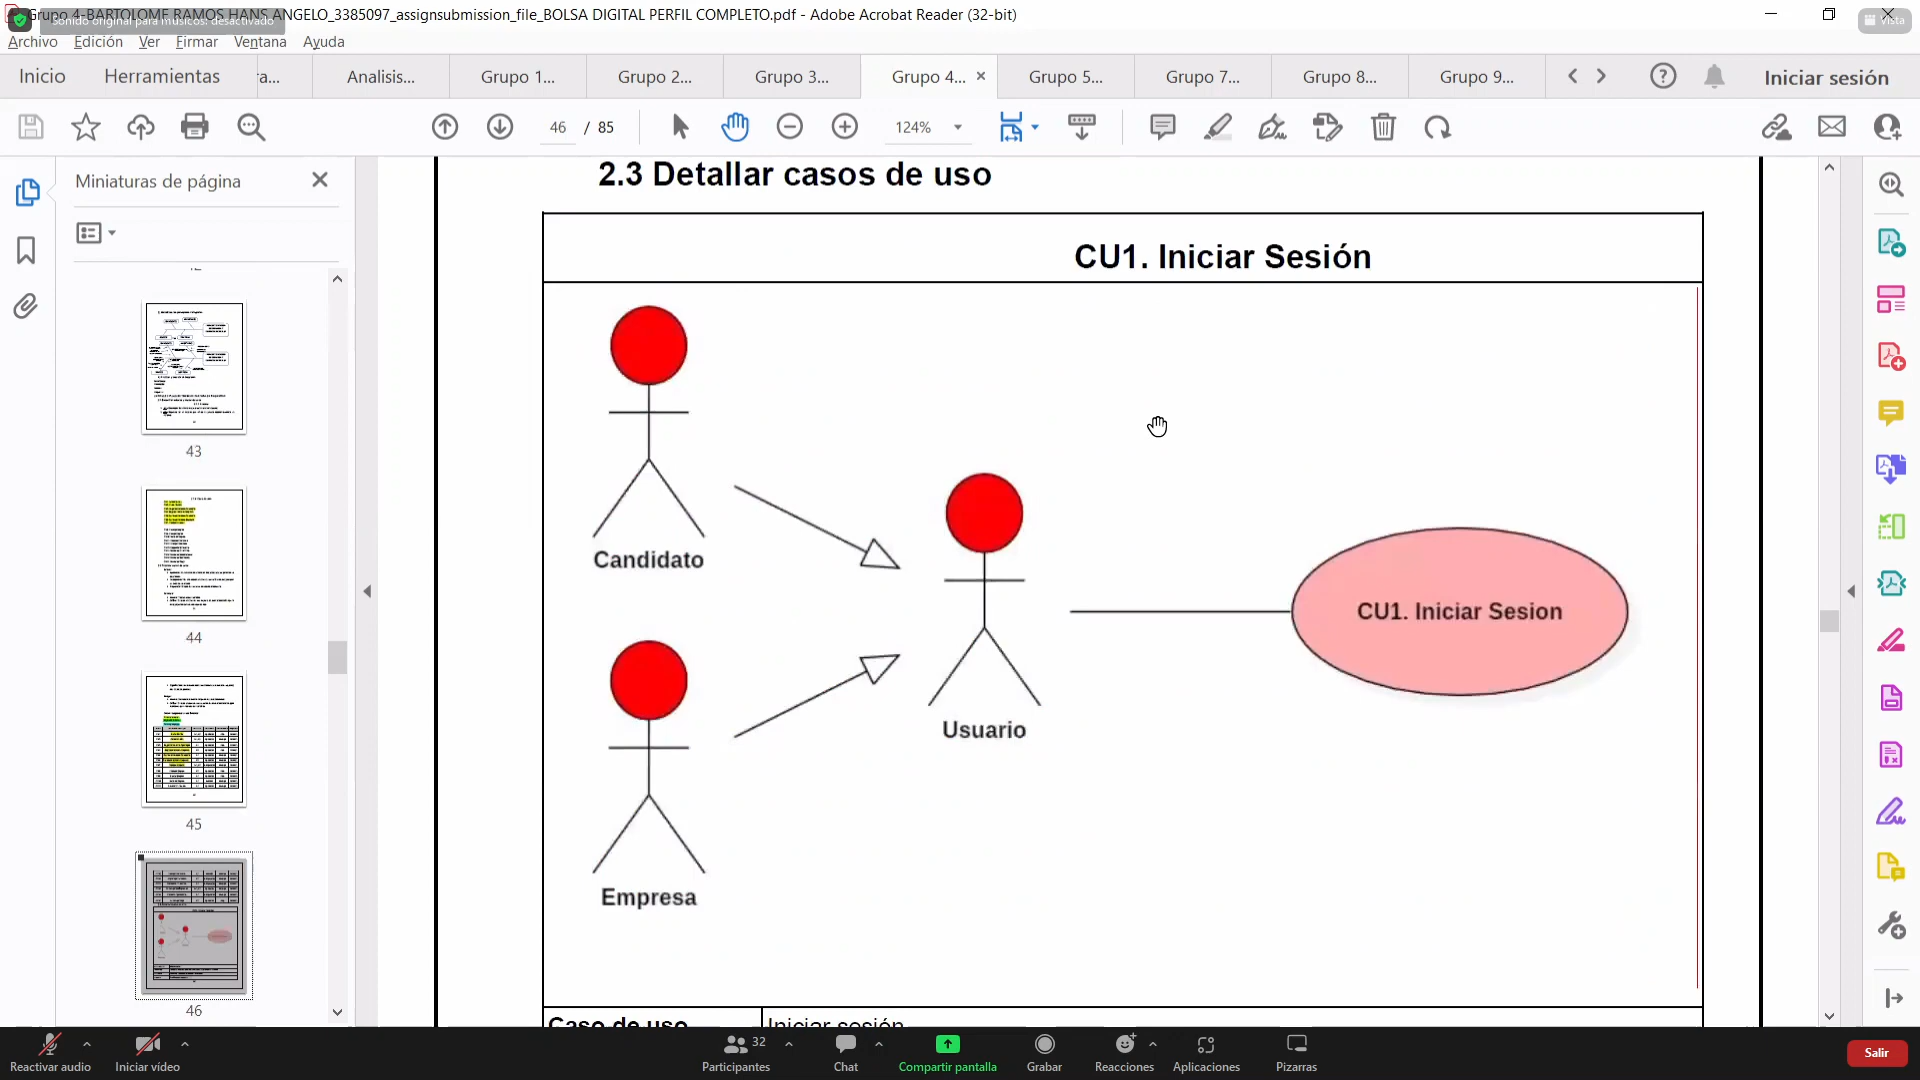 Grupo 4-BARTOLOME RAMOS HANS ANGELO_3385097_assignsubmission_file_BOLSA DIGITAL PERFIL COMPLETO.pdf - Adobe Acrobat Reader (32-bit)
Sonido original para músicos: desactivado
Vista
Archivo Edición Ver Firmar Ventana Ayuda
Inicio Herramientas ra... Analisis... Grupo 1... Grupo 2... Grupo 3... Grupo 4... Grupo 5... Grupo 7... Grupo 8... Grupo 9... Iniciar sesión
46 / 85 124%
Miniaturas de página
43
44
45
46
2.3 Detallar casos de uso
CU1. Iniciar Sesión
Candidato
Usuario
CU1. Iniciar Sesion
Empresa
Caso de uso Iniciar sesión
Reactivar audio Iniciar vídeo 32 Participantes Chat Compartir pantalla Grabar Reacciones Aplicaciones Pizarras Salir